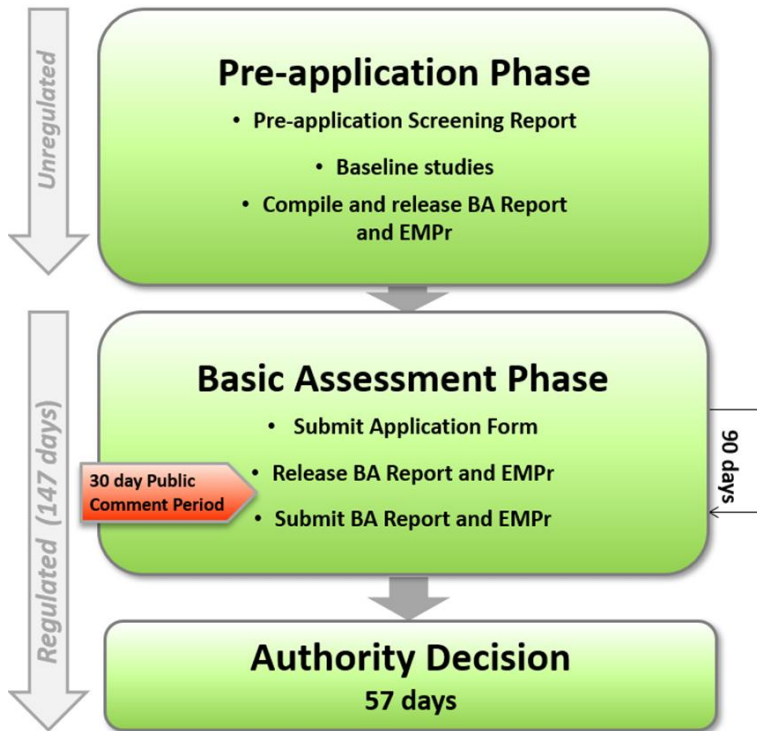 Unregulated
Pre-application Phase
• Pre-application Screening Report
• Baseline studies
• Compile and release BA Report
and EMPr
Regulated (147 days)
Basic Assessment Phase
• Submit Application Form
30 day Public
Comment Period
• Release BA Report and EMPr
• Submit BA Report and EMPr
90 days
Authority Decision
57 days